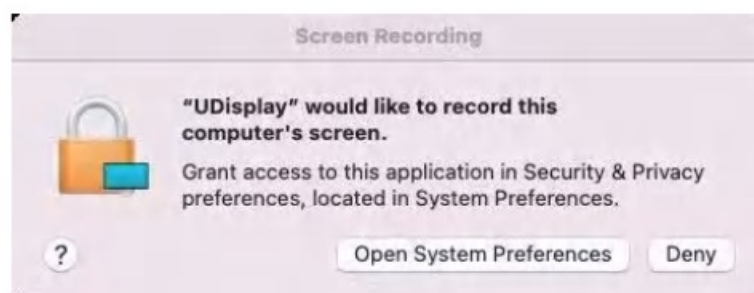 Screen Recording
"UDisplay" would like to record this
computer's screen.
Grant access to this application in Security & Privacy
preferences, located in System Preferences.
?
Open System Preferences
Deny